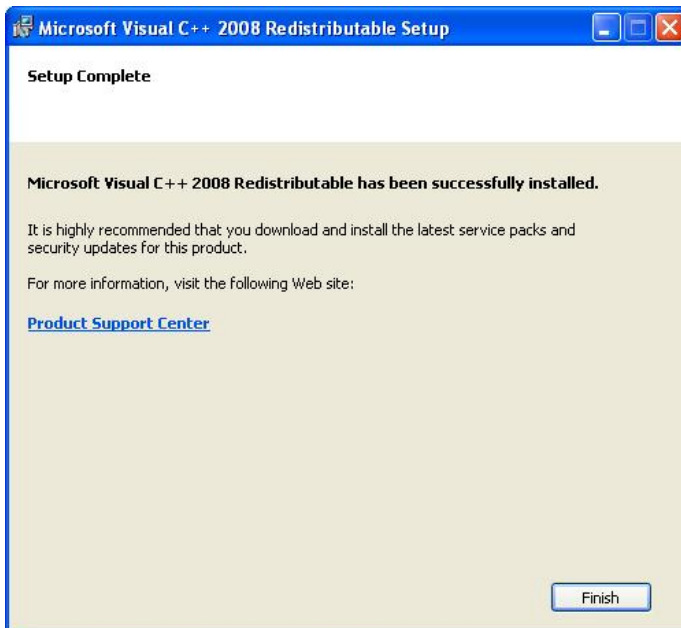 Microsoft Visual C++ 2008 Redistributable Setup
Setup Complete
Microsoft Visual C++ 2008 Redistributable has been successfully installed.
It is highly recommended that you download and install the latest service packs and
security updates for this product.
For more information, visit the following Web site:
Product Support Center
Finish